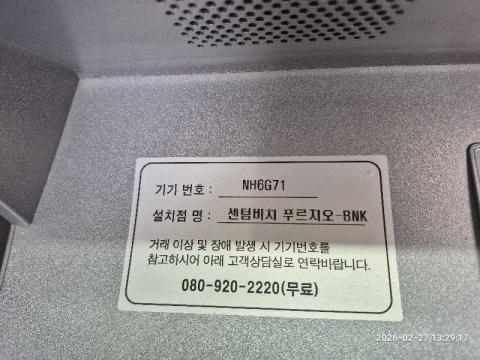 기기 번호 : NH6G71
설치점 명 : 센텀비치 푸르지오-BNK
거래 이상 및 장애 발생 시 기기번호를
참고하시어 아래 고객상담실로 연락바랍니다.
080-920-2220(무료)
2026-02-27 13:29:17